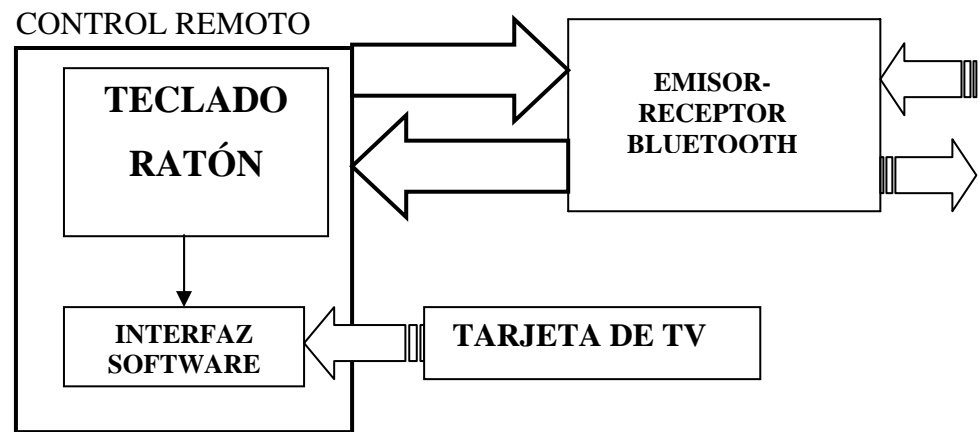 CONTROL REMOTO
TECLADO
RATÓN
EMISOR-
RECEPTOR
BLUETOOTH
INTERFAZ
SOFTWARE
TARJETA DE TV